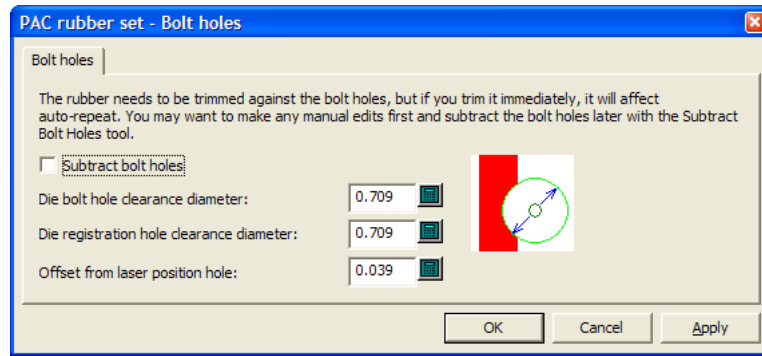 PAC rubber set - Bolt holes
Bolt holes
The rubber needs to be trimmed against the bolt holes, but if you trim it immediately, it will affect
auto-repeat. You may want to make any manual edits first and subtract the bolt holes later with the Subtract
Bolt Holes tool.
Subtract bolt holes
Die bolt hole clearance diameter: 0.709
Die registration hole clearance diameter: 0.709
Offset from laser position hole: 0.039
OK Cancel Apply